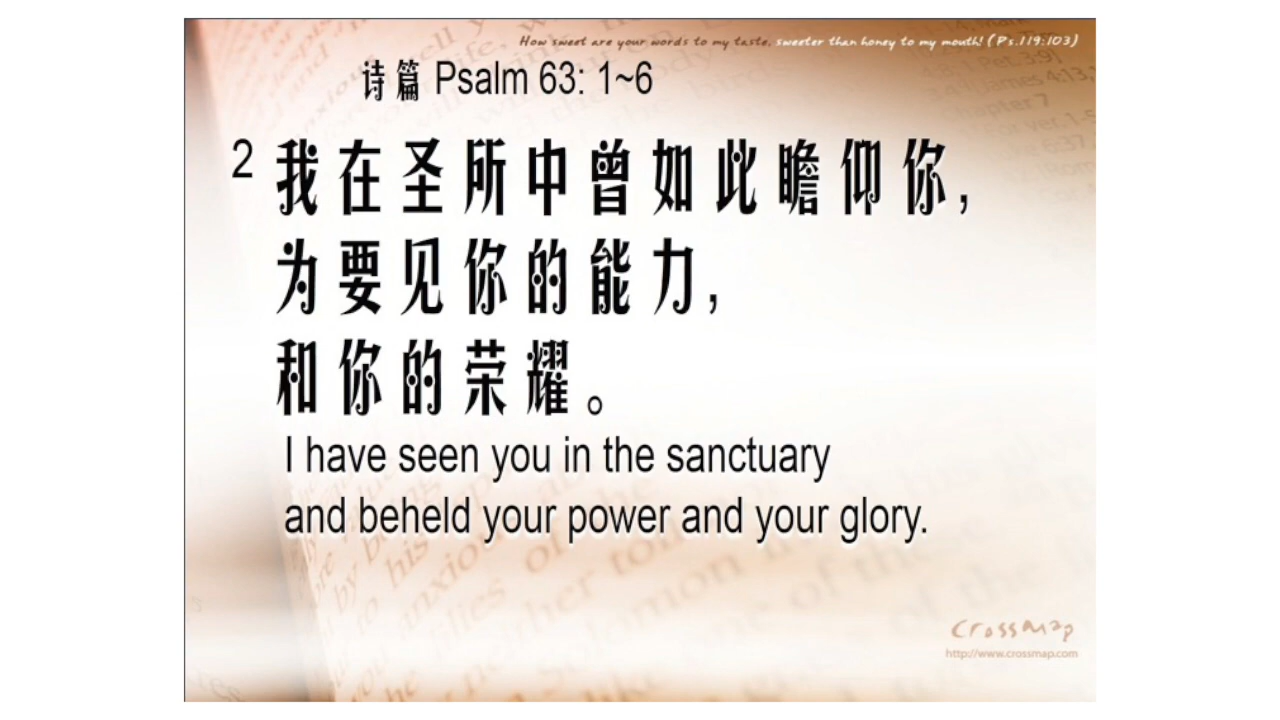 How sweet are your words to my taste, sweeter than honey to my mouth! (Ps.119:103)
诗篇 Psalm 63: 1~6
2 我在圣所中曾如此瞻仰你,
为要见你的能力,
和你的荣耀。
I have seen you in the sanctuary
and beheld your power and your glory.
crossmap
http://www.crossmap.com